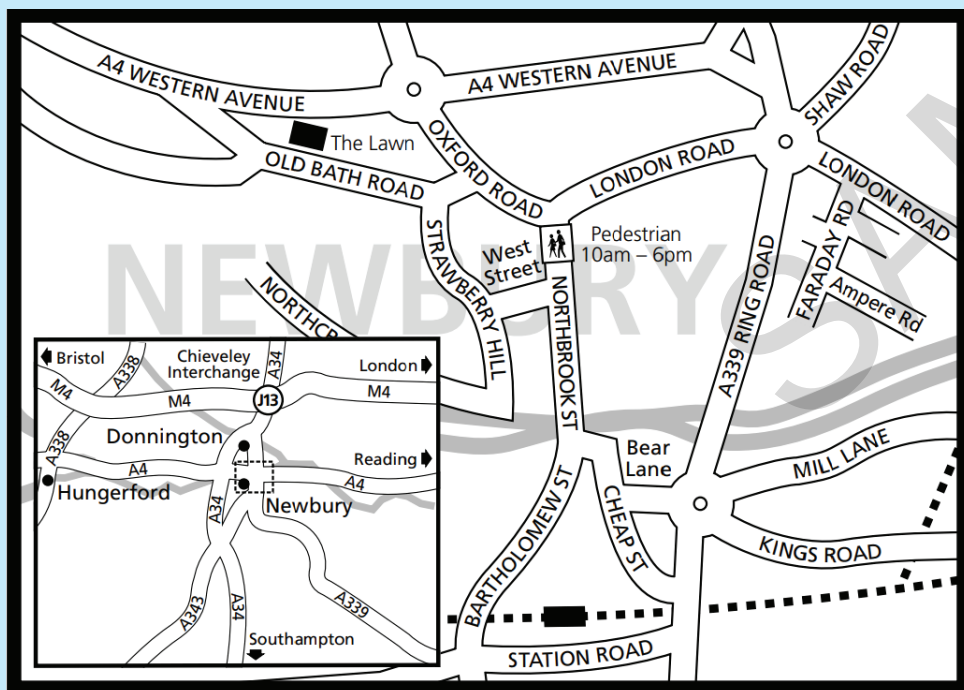 A4 WESTERN AVENUE
A4 WESTERN AVENUE
SHAW ROAD
The Lawn
OLD BATH ROAD
OXFORD ROAD
LONDON ROAD
LONDON ROAD
STRAWBERRY HILL
West
Street
Pedestrian
10am – 6pm
NEWBURY
FARADAY RD
Ampere Rd
NORTHCR
NORTHBROOK ST
A339 RING ROAD
Bear
Lane
MILL LANE
BARTHOLOMEW ST
CHEAP ST
KINGS ROAD
STATION ROAD
Bristol
A338
Chieveley
Interchange
A34
London
M4
M4
J13
M4
A338
Donnington
Reading
A4
A4
Hungerford
A34
Newbury
A343
A34
A339
Southampton